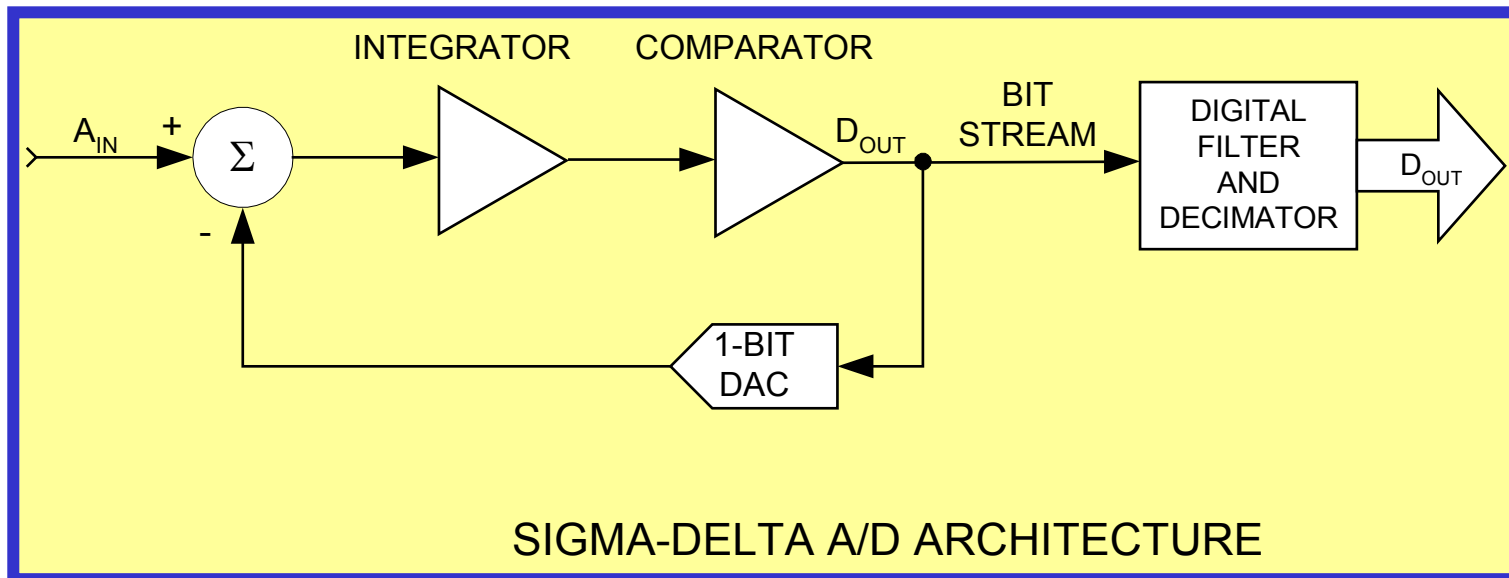 INTEGRATOR
COMPARATOR
A_IN
+
Σ
-
D_OUT
BIT
STREAM
DIGITAL
FILTER
AND
DECIMATOR
D_OUT
1-BIT
DAC
SIGMA-DELTA A/D ARCHITECTURE